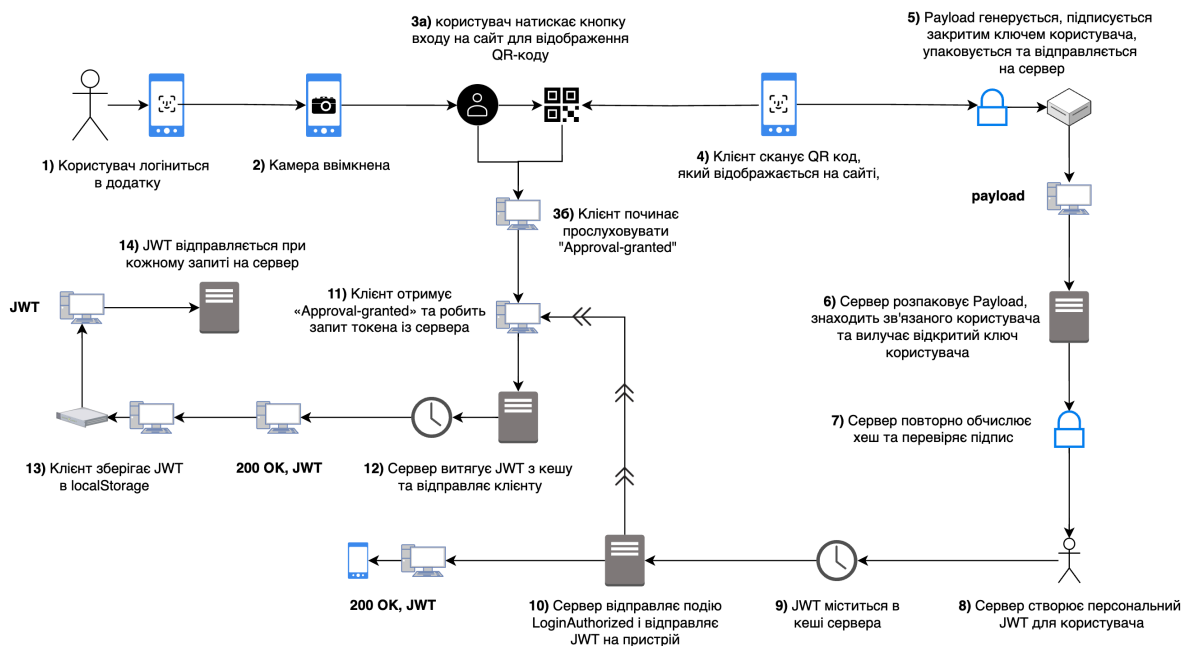 3а) користувач натискає кнопку
входу на сайт для відображення
QR-коду
5) Payload генерується, підписується
закритим ключем користувача,
упаковується та відправляється
на сервер
1) Користувач логіниться
в додатку
2) Камера ввімкнена
4) Клієнт сканує QR код,
який відображається на сайті,
payload
3б) Клієнт починає
прослуховувати
"Approval-granted"
14) JWT відправляється при
кожному запиті на сервер
JWT
11) Клієнт отримує
«Approval-granted» та робить
запит токена із сервера
6) Сервер розпаковує Payload,
знаходить зв'язаного користувача
та вилучає відкритий ключ
користувача
7) Сервер повторно обчислює
хеш та перевіряє підпис
13) Клієнт зберігає JWT
в localStorage
200 OK, JWT
12) Сервер витягує JWT з кешу
та відправляє клієнту
200 OK, JWT
10) Сервер відправляє подію
LoginAuthorized і відправляє
JWT на пристрій
9) JWT міститься в
кеші сервера
8) Сервер створює персональний
JWT для користувача